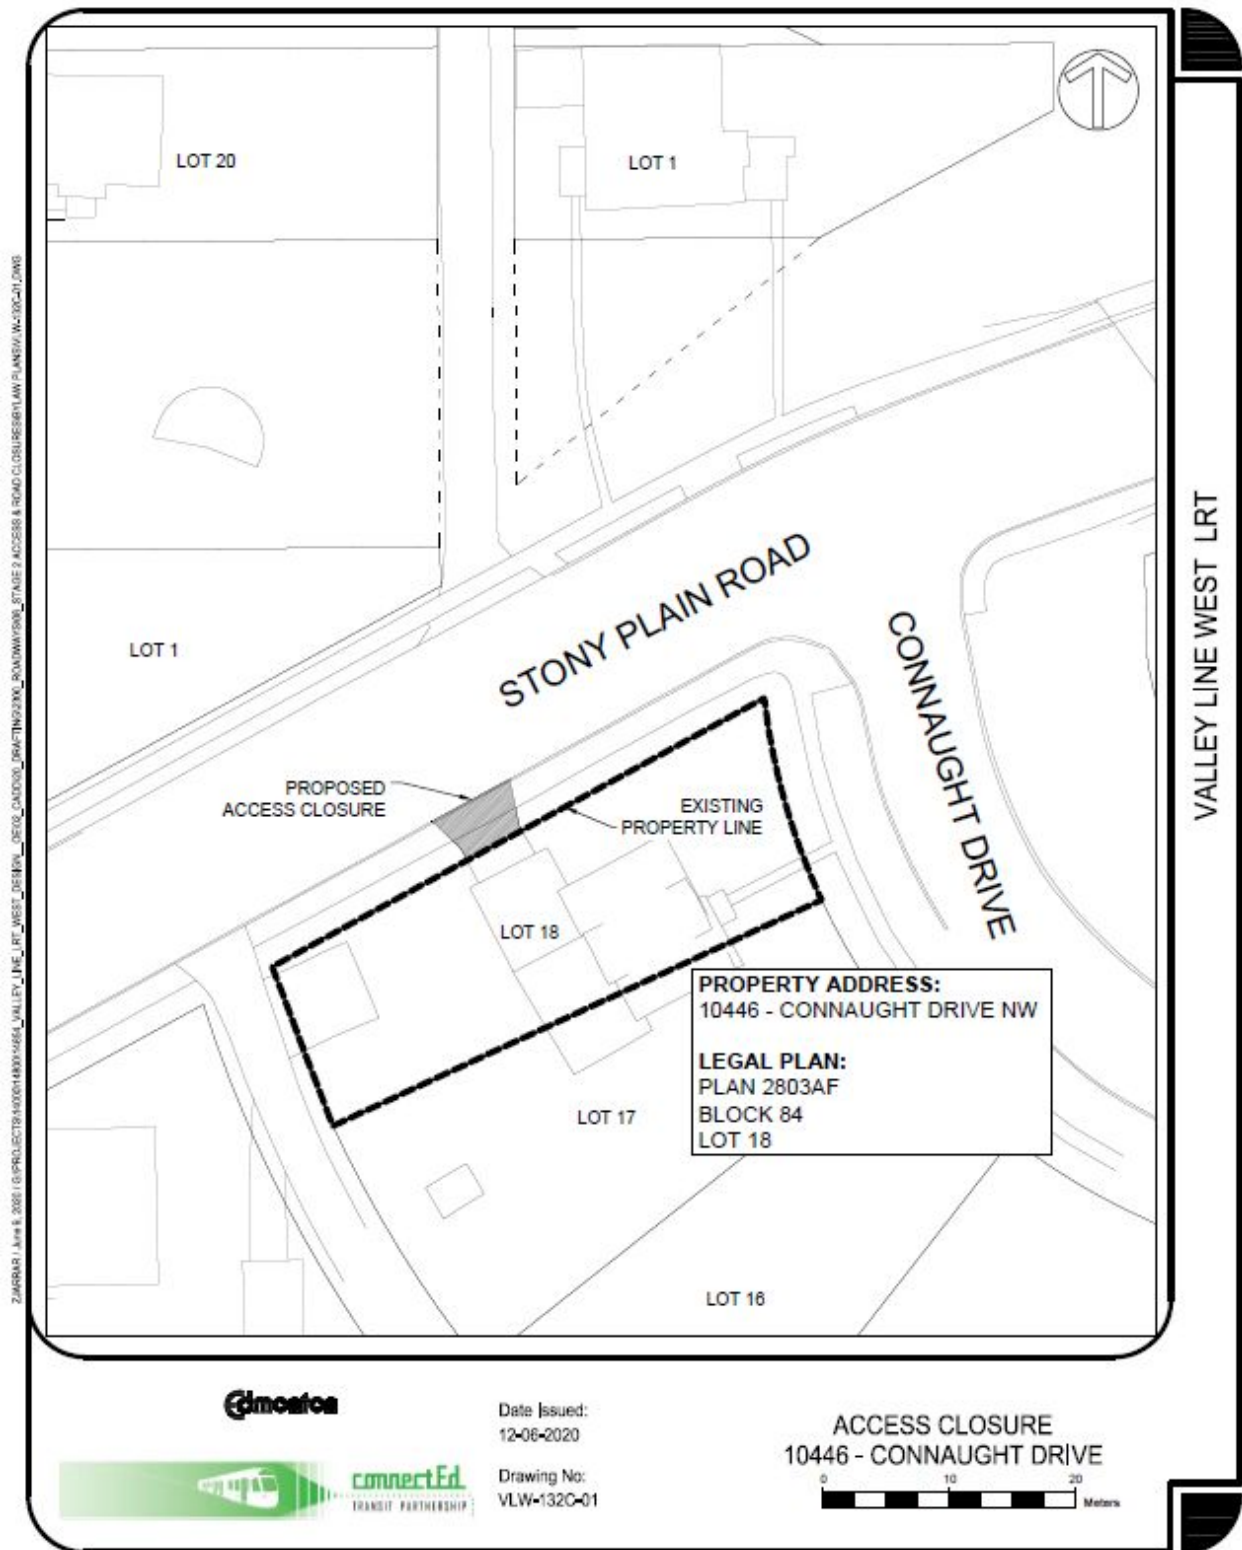 LOT 20
LOT 1
LOT 1
STONY PLAIN ROAD
CONNAUGHT DRIVE
PROPOSED
ACCESS CLOSURE
EXISTING
PROPERTY LINE
LOT 18
PROPERTY ADDRESS:
10446 - CONNAUGHT DRIVE NW
LEGAL PLAN:
PLAN 2803AF
BLOCK 84
LOT 18
LOT 17
LOT 16
VALLEY LINE WEST LRT
Edmonton
connectEd
TRANSIT PARTNERSHIP
Date Issued:
12-06-2020
Drawing No:
VLW-132C-01
ACCESS CLOSURE
10446 - CONNAUGHT DRIVE
0 10 20
Meters